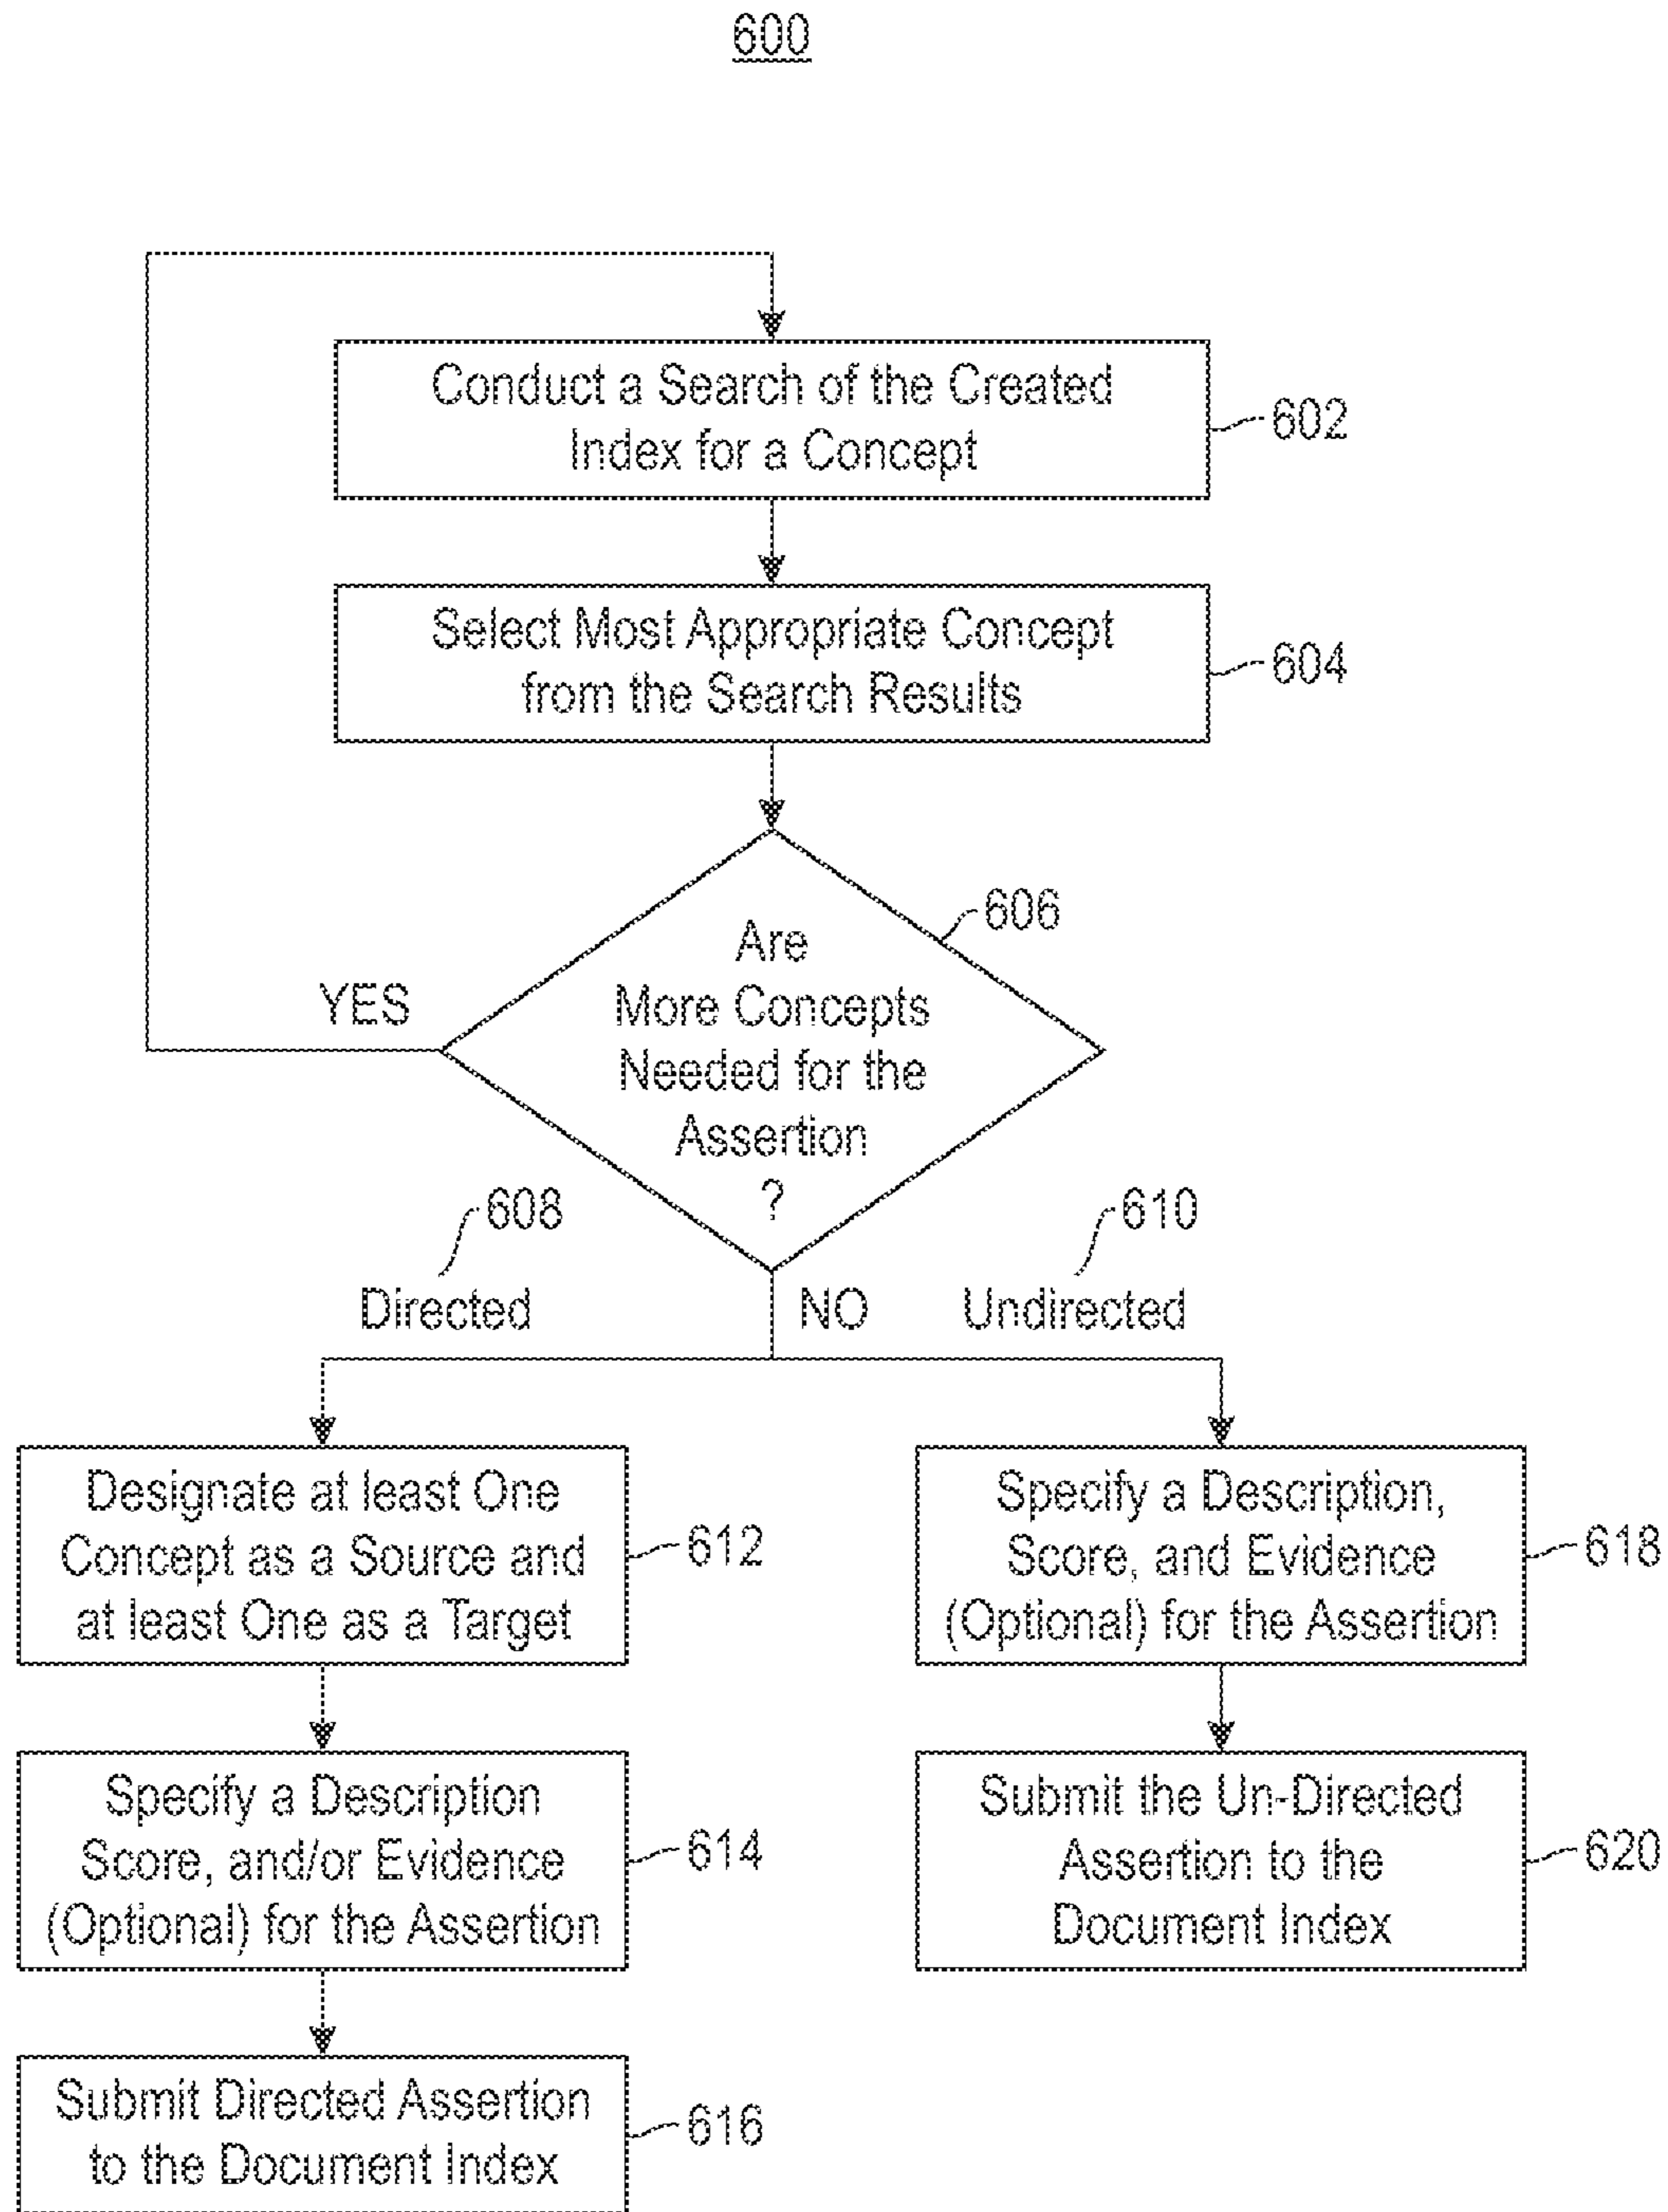 600
Conduct a Search of the Created
Index for a Concept
602
Select Most Appropriate Concept
from the Search Results
604
606
Are
More Concepts
Needed for the
Assertion
?
YES
608
Directed
NO
610
Undirected
Designate at least One
Concept as a Source and
at least One as a Target
612
Specify a Description,
Score, and Evidence
(Optional) for the Assertion
618
Specify a Description
Score, and/or Evidence
(Optional) for the Assertion
614
Submit the Un-Directed
Assertion to the
Document Index
620
Submit Directed Assertion
to the Document Index
616